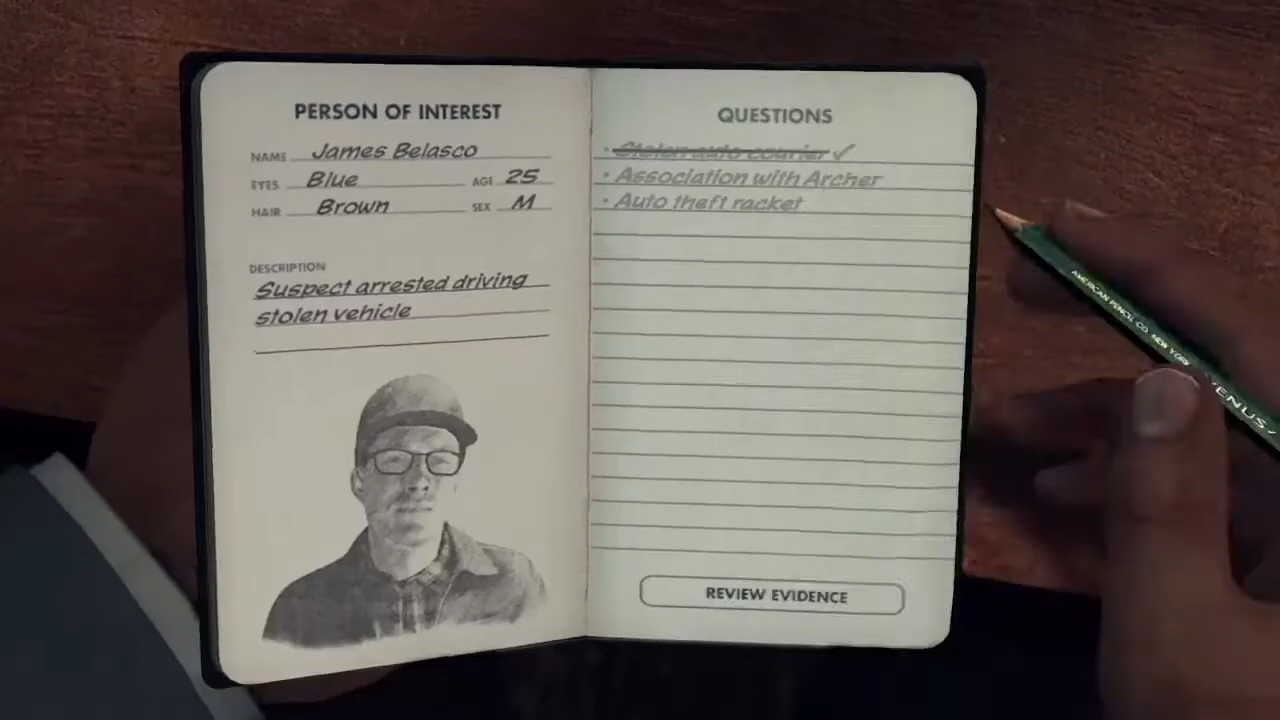 PERSON OF INTEREST
NAME James Belasco
EYES Blue AGE 25
HAIR Brown SEX M
DESCRIPTION
Suspect arrested driving
stolen vehicle
QUESTIONS
• Stolen auto courier ✓
• Association with Archer
• Auto theft racket
REVIEW EVIDENCE
AMERICAN PENCIL CO. NEW YORK
VENUS